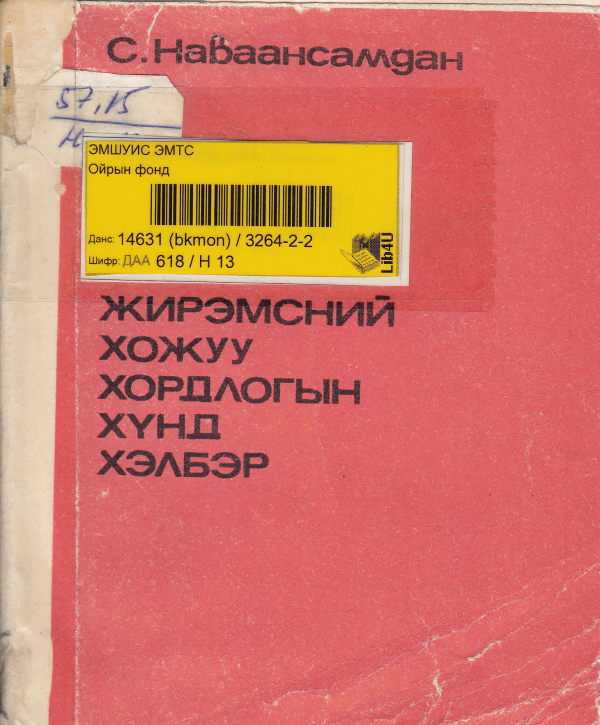 С.Наваансамдан
57,15
ЭМШУИС ЭМТС
Ойрын фонд
Данс: 14631 (bkmon) / 3264-2-2
Шифр: ДАА 618 / Н 13
Lib4U
ЖИРЭМСНИЙ
ХОЖУУ
ХОРДЛОГЫН
ХҮНД
ХЭЛБЭР